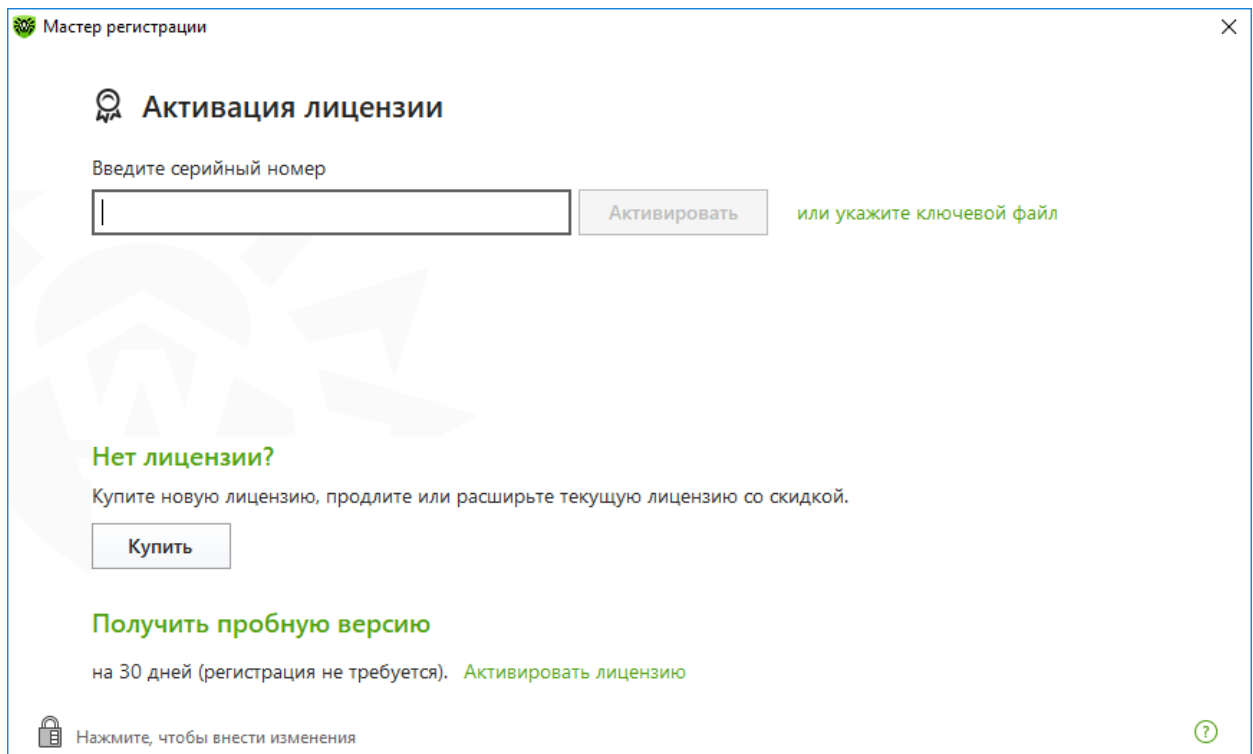 Мастер регистрации
Активация лицензии
Введите серийный номер
Активировать
или укажите ключевой файл
Нет лицензии?
Купите новую лицензию, продлите или расширьте текущую лицензию со скидкой.
Купить
Получить пробную версию
на 30 дней (регистрация не требуется). Активировать лицензию
Нажмите, чтобы внести изменения
?